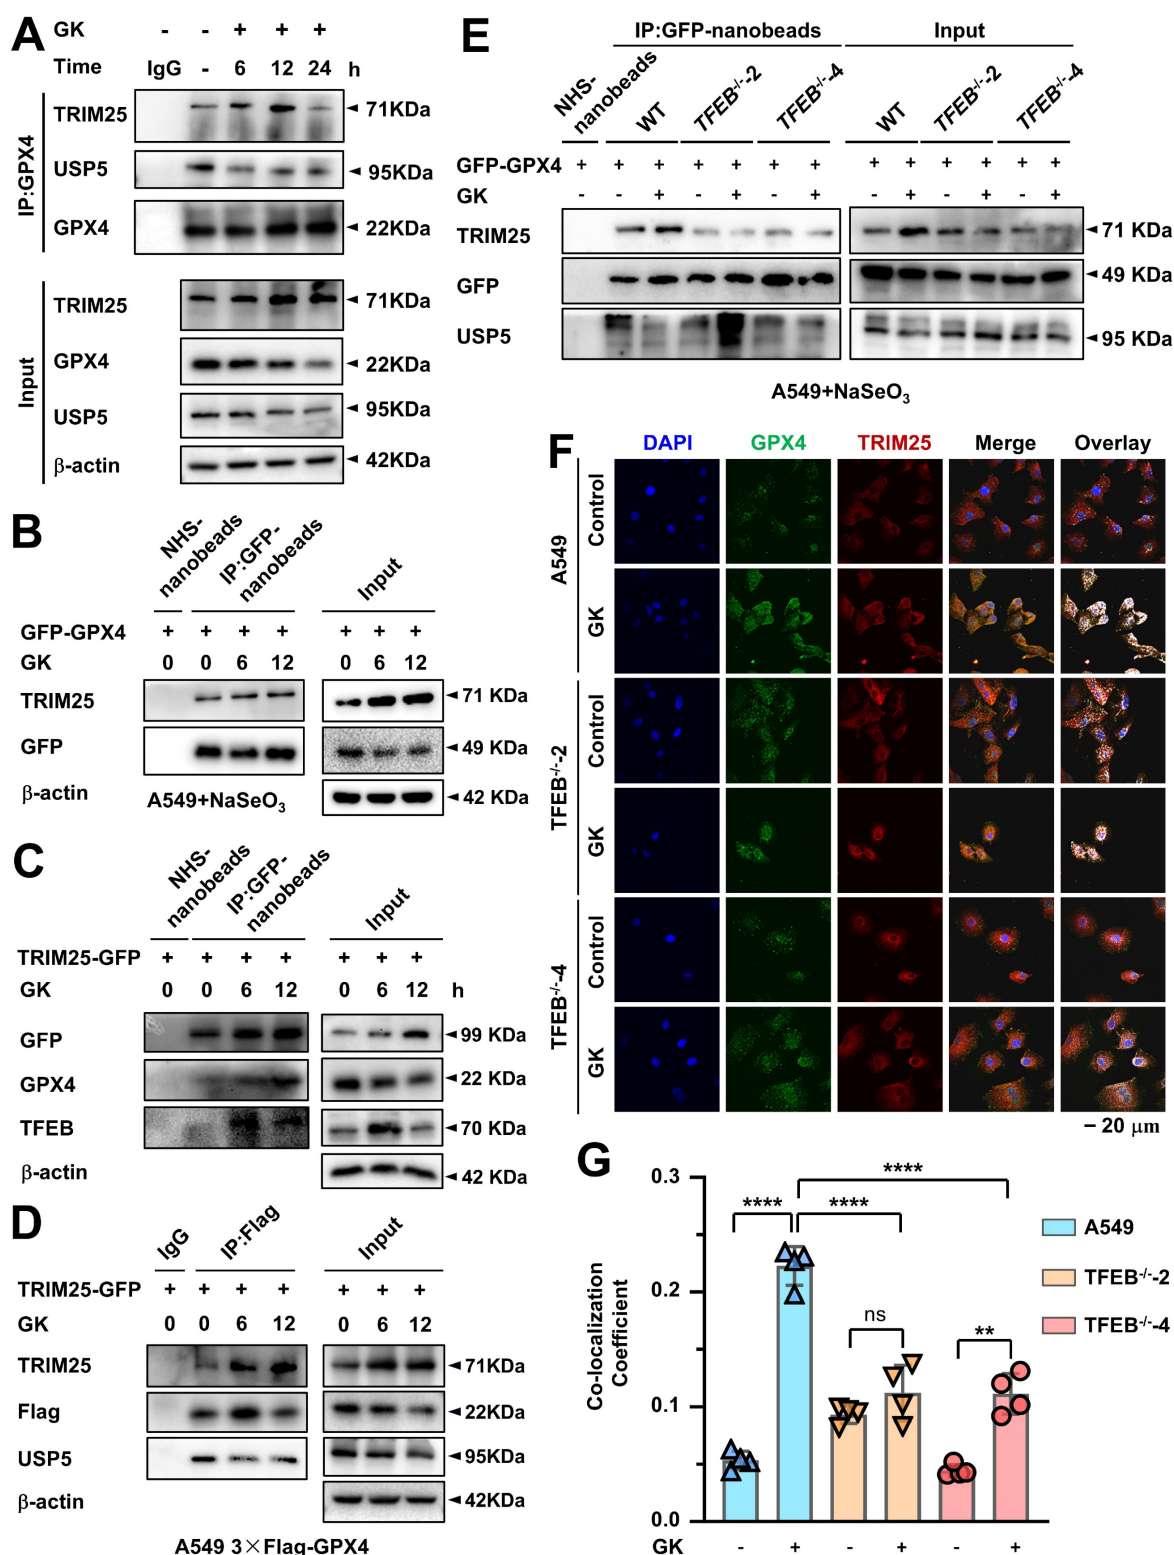 A
GK - - + + +
Time IgG - 6 12 24 h
IP:GPX4
TRIM25 71KDa
USP5 95KDa
GPX4 22KDa
Input
TRIM25 71KDa
GPX4 22KDa
USP5 95KDa
β-actin 42KDa
B
NHS-nanobeads IP:GFP-nanobeads Input
GFP-GPX4 + + + + + + +
GK 0 0 6 12 0 6 12
TRIM25 71 KDa
GFP 49 KDa
β-actin 42 KDa
A549+NaSeO3
C
NHS-nanobeads IP:GFP-nanobeads Input
TRIM25-GFP + + + + + + +
GK 0 0 6 12 0 6 12 h
GFP 99 KDa
GPX4 22 KDa
TFEB 70 KDa
β-actin 42 KDa
D
IgG IP:Flag Input
TRIM25-GFP + + + + + + +
GK 0 0 6 12 0 6 12
TRIM25 71KDa
Flag 22KDa
USP5 95KDa
β-actin 42KDa
A549 3×Flag-GPX4
E
IP:GFP-nanobeads Input
NHS-nanobeads WT TFEB-/--2 TFEB-/--4 WT TFEB-/--2 TFEB-/--4
GFP-GPX4 + + + + + + + + + + + + +
GK - - + - + - + - + - + - +
TRIM25 71 KDa
GFP 49 KDa
USP5 95 KDa
A549+NaSeO3
F
DAPI GPX4 TRIM25 Merge Overlay
A549
Control
GK
TFEB-/--2
Control
GK
TFEB-/--4
Control
GK
20 μm
G
Co-localization
Coefficient
0.3
0.2
0.1
0.0
****
****
****
ns
**
A549
TFEB-/--2
TFEB-/--4
GK - + - + - +